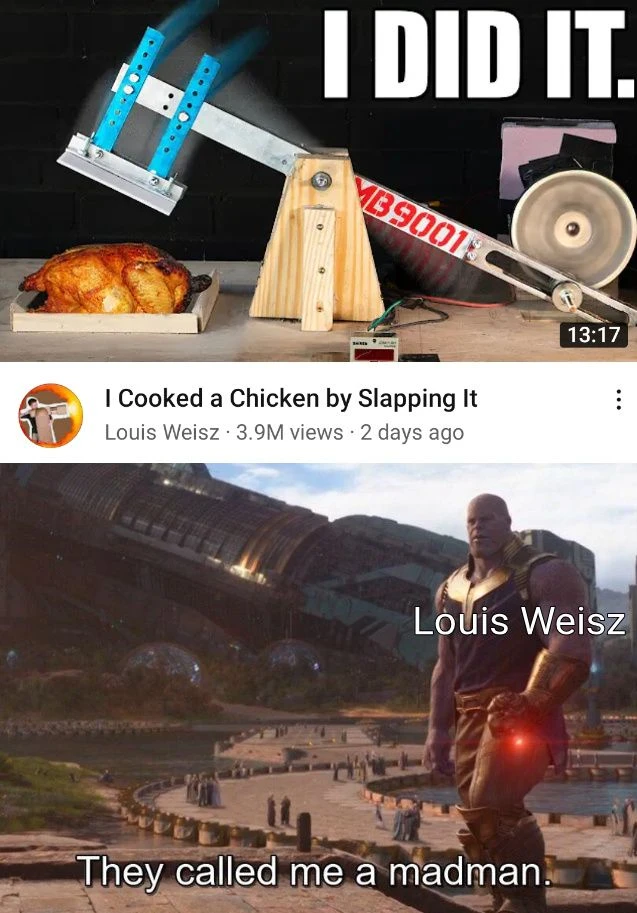 I DID IT.
MB9001
13:17
I Cooked a Chicken by Slapping It
Louis Weisz · 3.9M views · 2 days ago
Louis Weisz
They called me a madman.